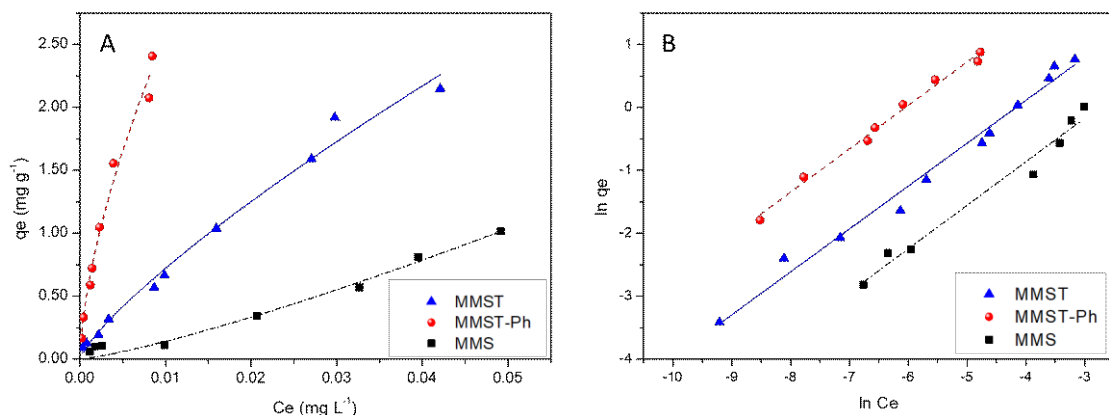 A
2.50
2.00
1.50
1.00
0.50
0.00
qe (mg g⁻¹)
0.00 0.01 0.02 0.03 0.04 0.05
Ce (mg L⁻¹)
MMST
MMST-Ph
MMS
B
1
0
-1
-2
-3
-4
ln qe
-10 -9 -8 -7 -6 -5 -4 -3
ln Ce
MMST
MMST-Ph
MMS